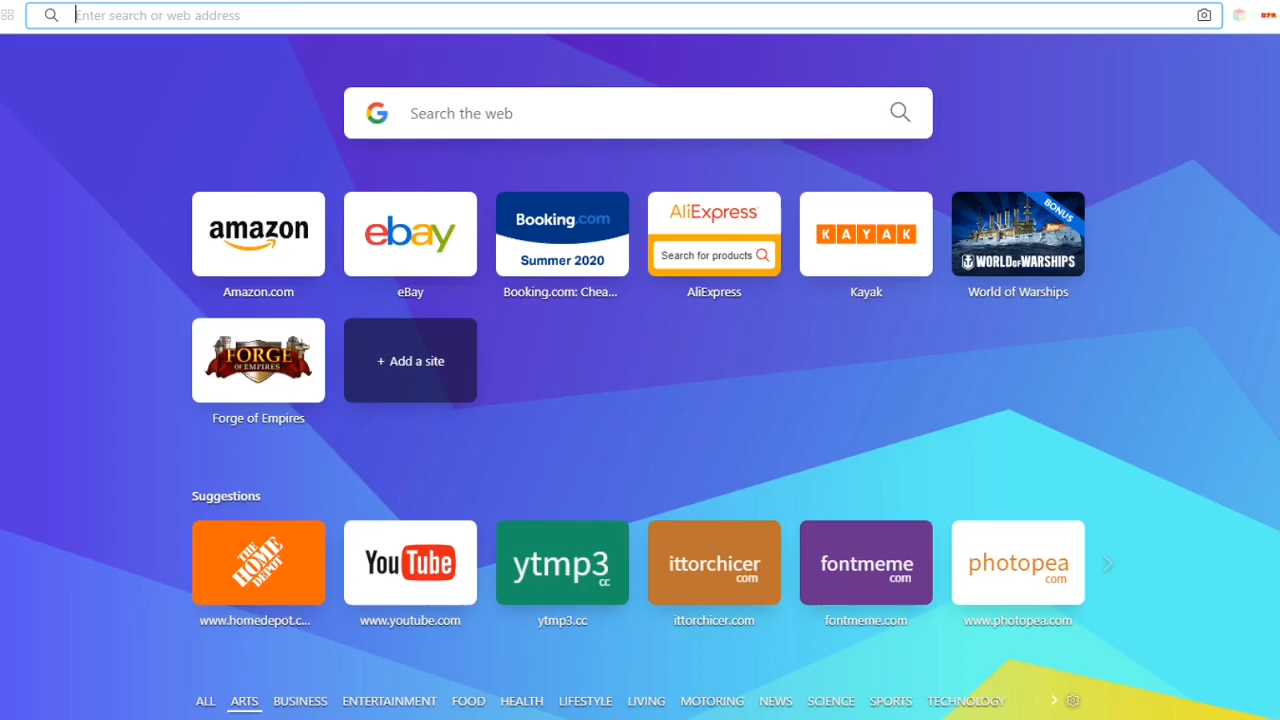 Enter search or web address
Search the web
amazon
ebay
Booking.com
Summer 2020
AliExpress
Search for products
KAYAK
BONUS
WORLD OF WARSHIPS
Amazon.com
eBay
Booking.com: Chea...
AliExpress
Kayak
World of Warships
FORGE
OF EMPIRES
+ Add a site
Forge of Empires
Suggestions
THE
HOME
DEPOT
YouTube
ytmp3
cc
ittorchicer
com
fontmeme
com
photopea
com
www.homedepot.c...
www.youtube.com
ytmp3.cc
ittorchicer.com
fontmeme.com
www.photopea.com
ALL ARTS BUSINESS ENTERTAINMENT FOOD HEALTH LIFESTYLE LIVING MOTORING NEWS SCIENCE SPORTS TECHNOLOGY